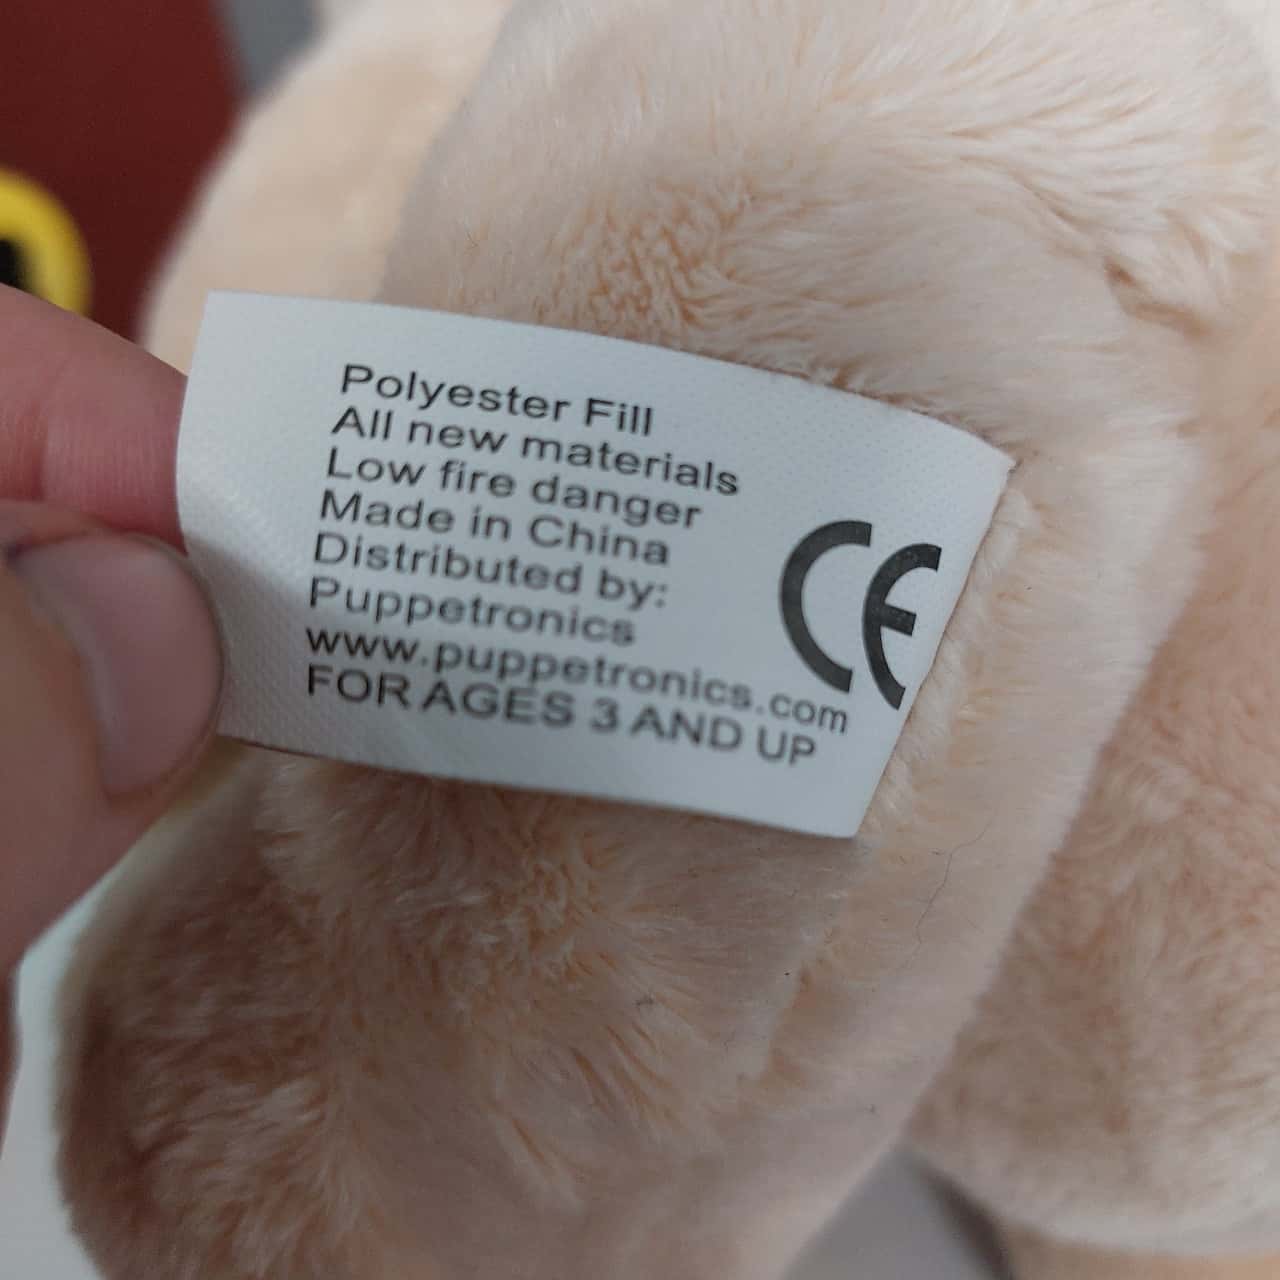 Polyester Fill
All new materials
Low fire danger
Made in China
Distributed by:
Puppetronics
www.puppetronics.com
FOR AGES 3 AND UP
CE